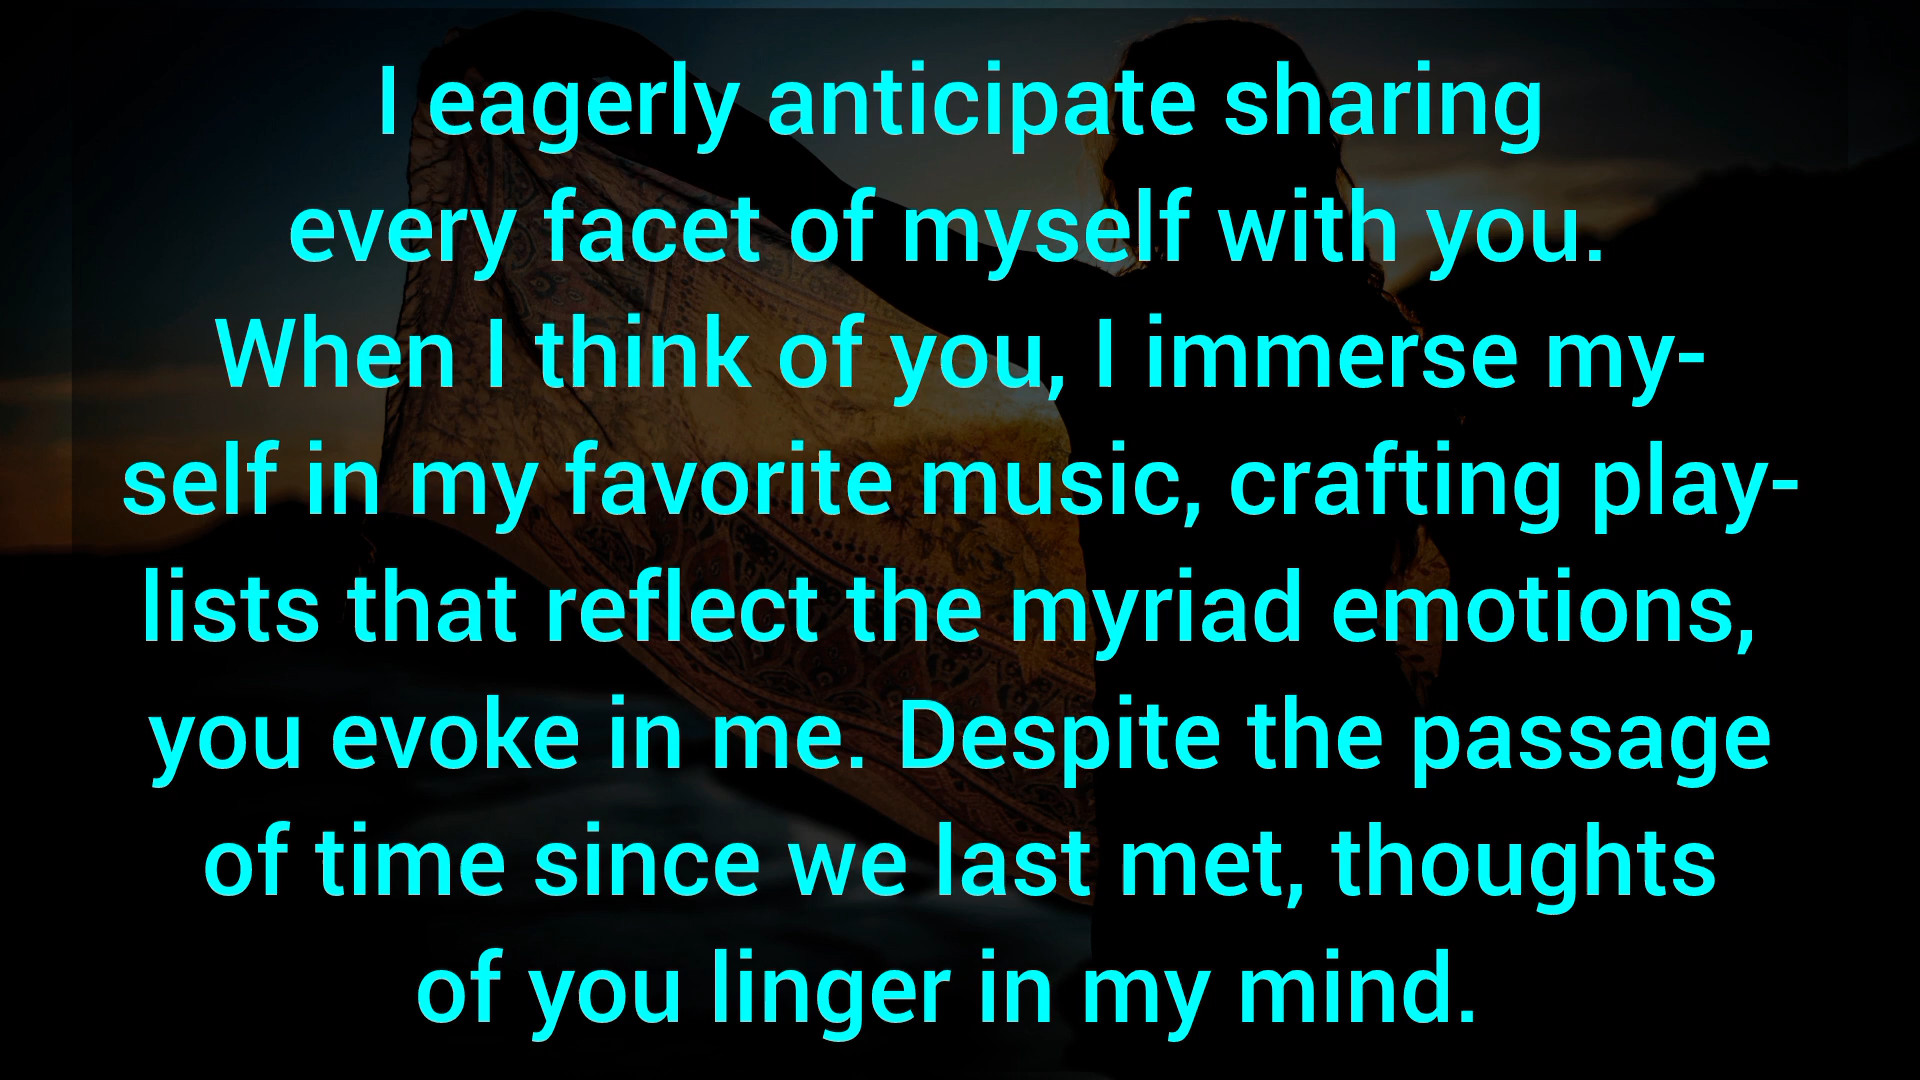 I eagerly anticipate sharing
every facet of myself with you.
When I think of you, I immerse my-
self in my favorite music, crafting play-
lists that reflect the myriad emotions,
you evoke in me. Despite the passage
of time since we last met, thoughts
of you linger in my mind.